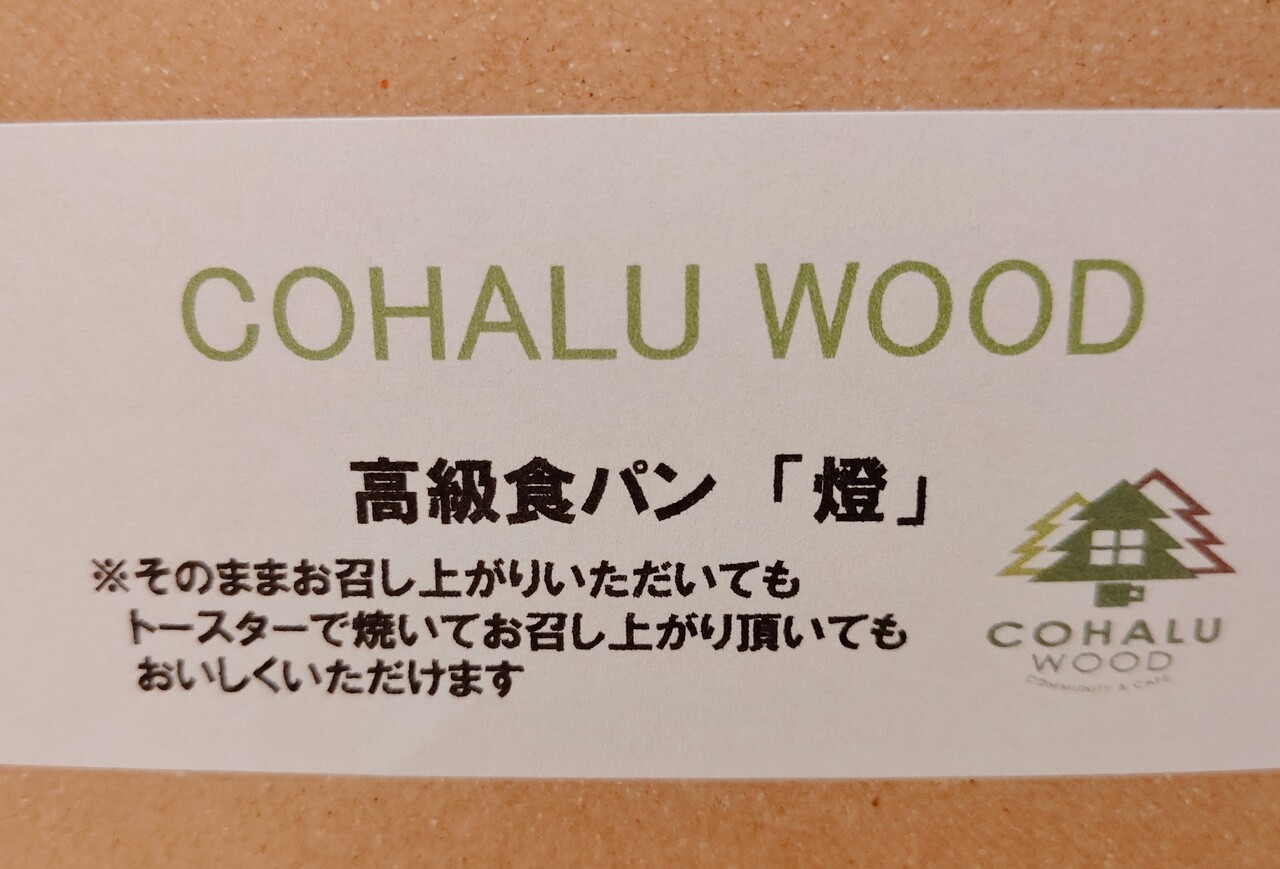 COHALU WOOD
高級食パン「燈」
※そのままお召し上がりいただいても
トースターで焼いてお召し上がり頂いても
おいしくいただけます
COHALU
WOOD
COMMUNITY & CAFE